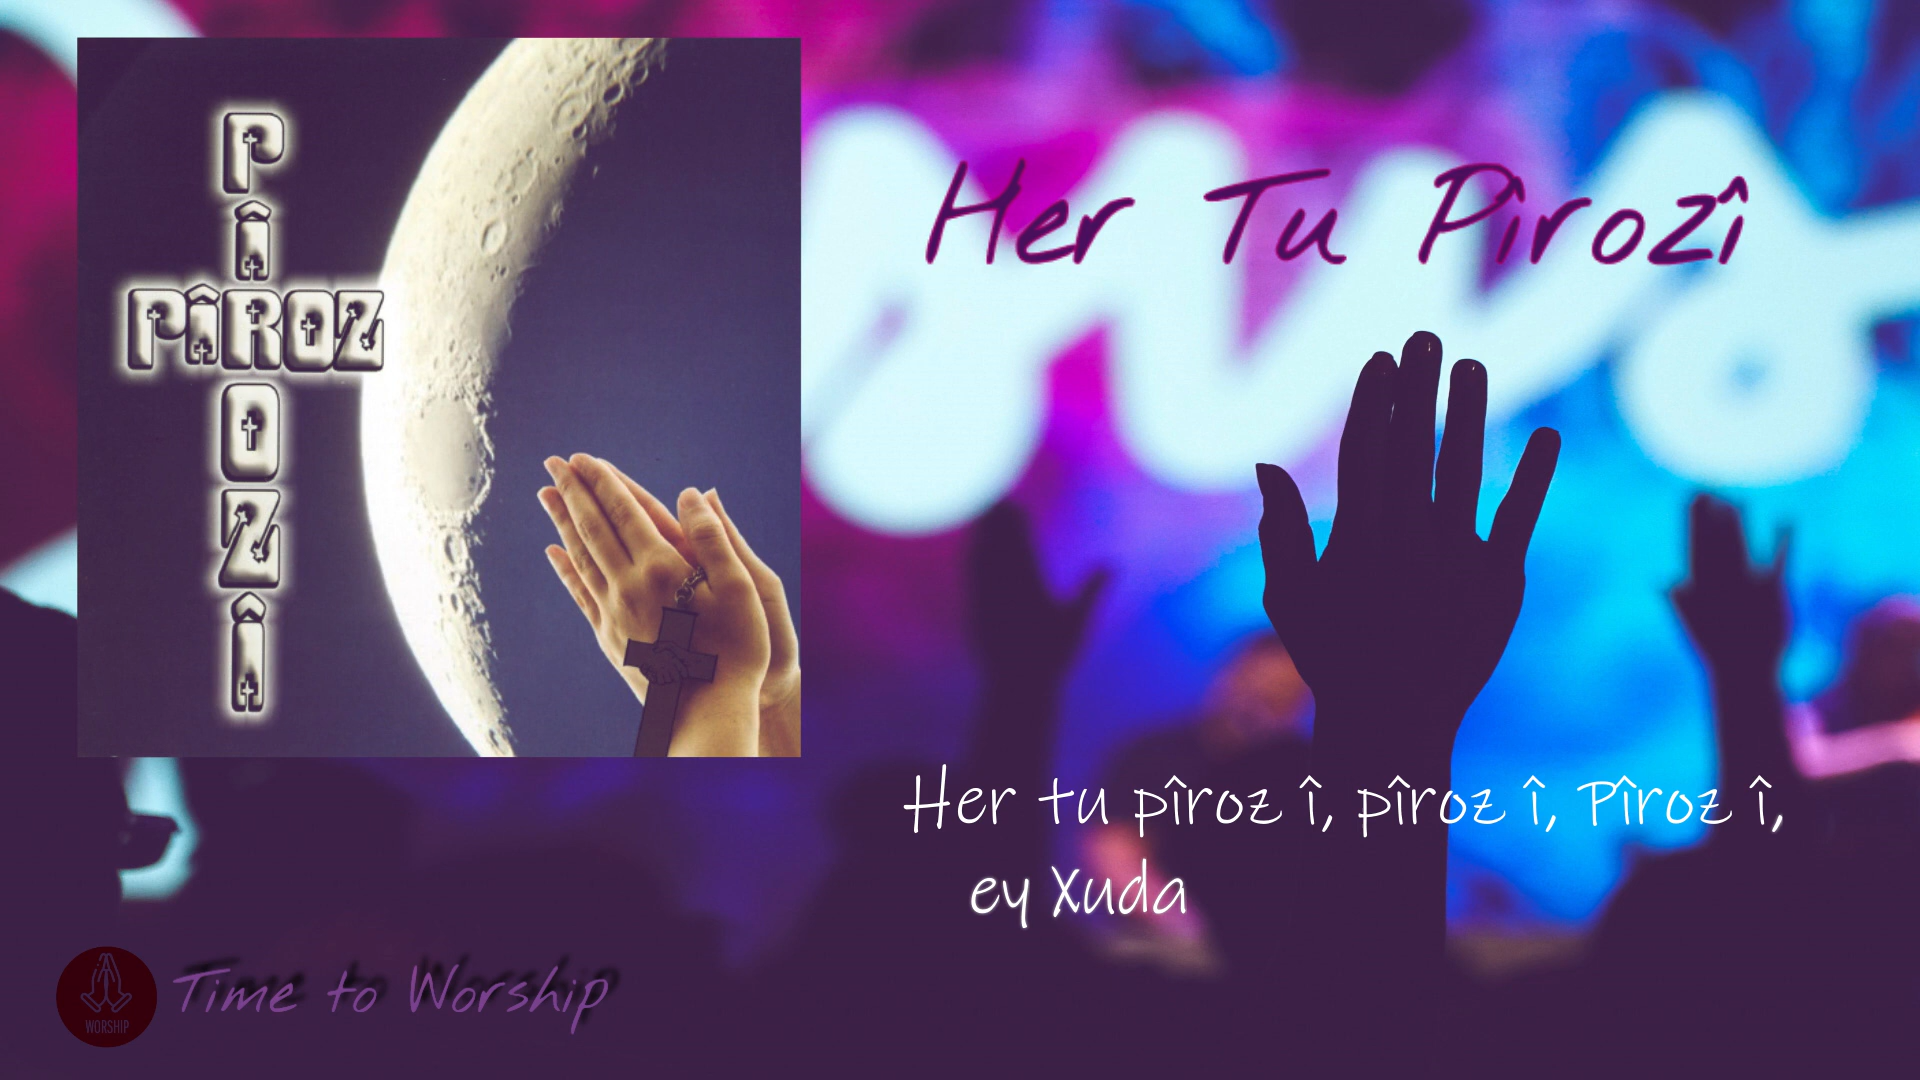 PÎROZÎ
PÎROZ
Her Tu Pîrozî
Her tu pîroz î, pîroz î, Pîroz î,
ey Xuda
WORSHIP
Time to Worship